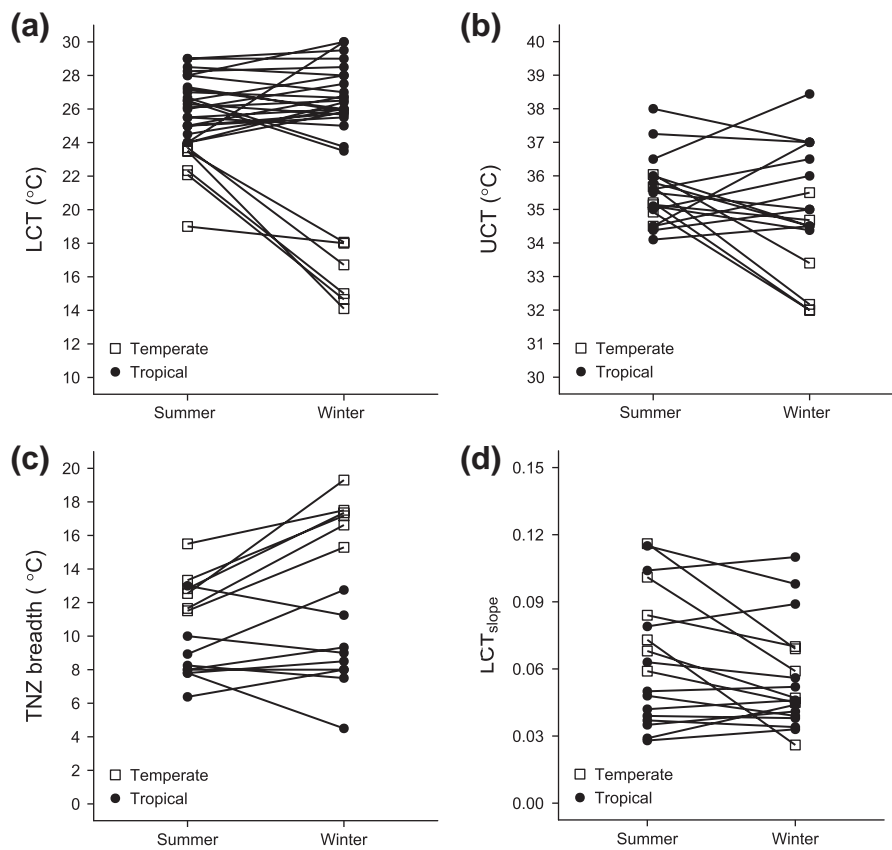 (a)
30
28
26
24
22
20
18
16
14
12
10
LCT (°C)
Temperate
Tropical
Summer Winter
(b)
40
39
38
37
36
35
34
33
32
31
30
UCT (°C)
Temperate
Tropical
Summer Winter
(c)
20
18
16
14
12
10
8
6
4
2
0
TNZ breadth ( °C)
Temperate
Tropical
Summer Winter
(d)
0.15
0.12
0.09
0.06
0.03
0.00
LCTslope
Temperate
Tropical
Summer Winter